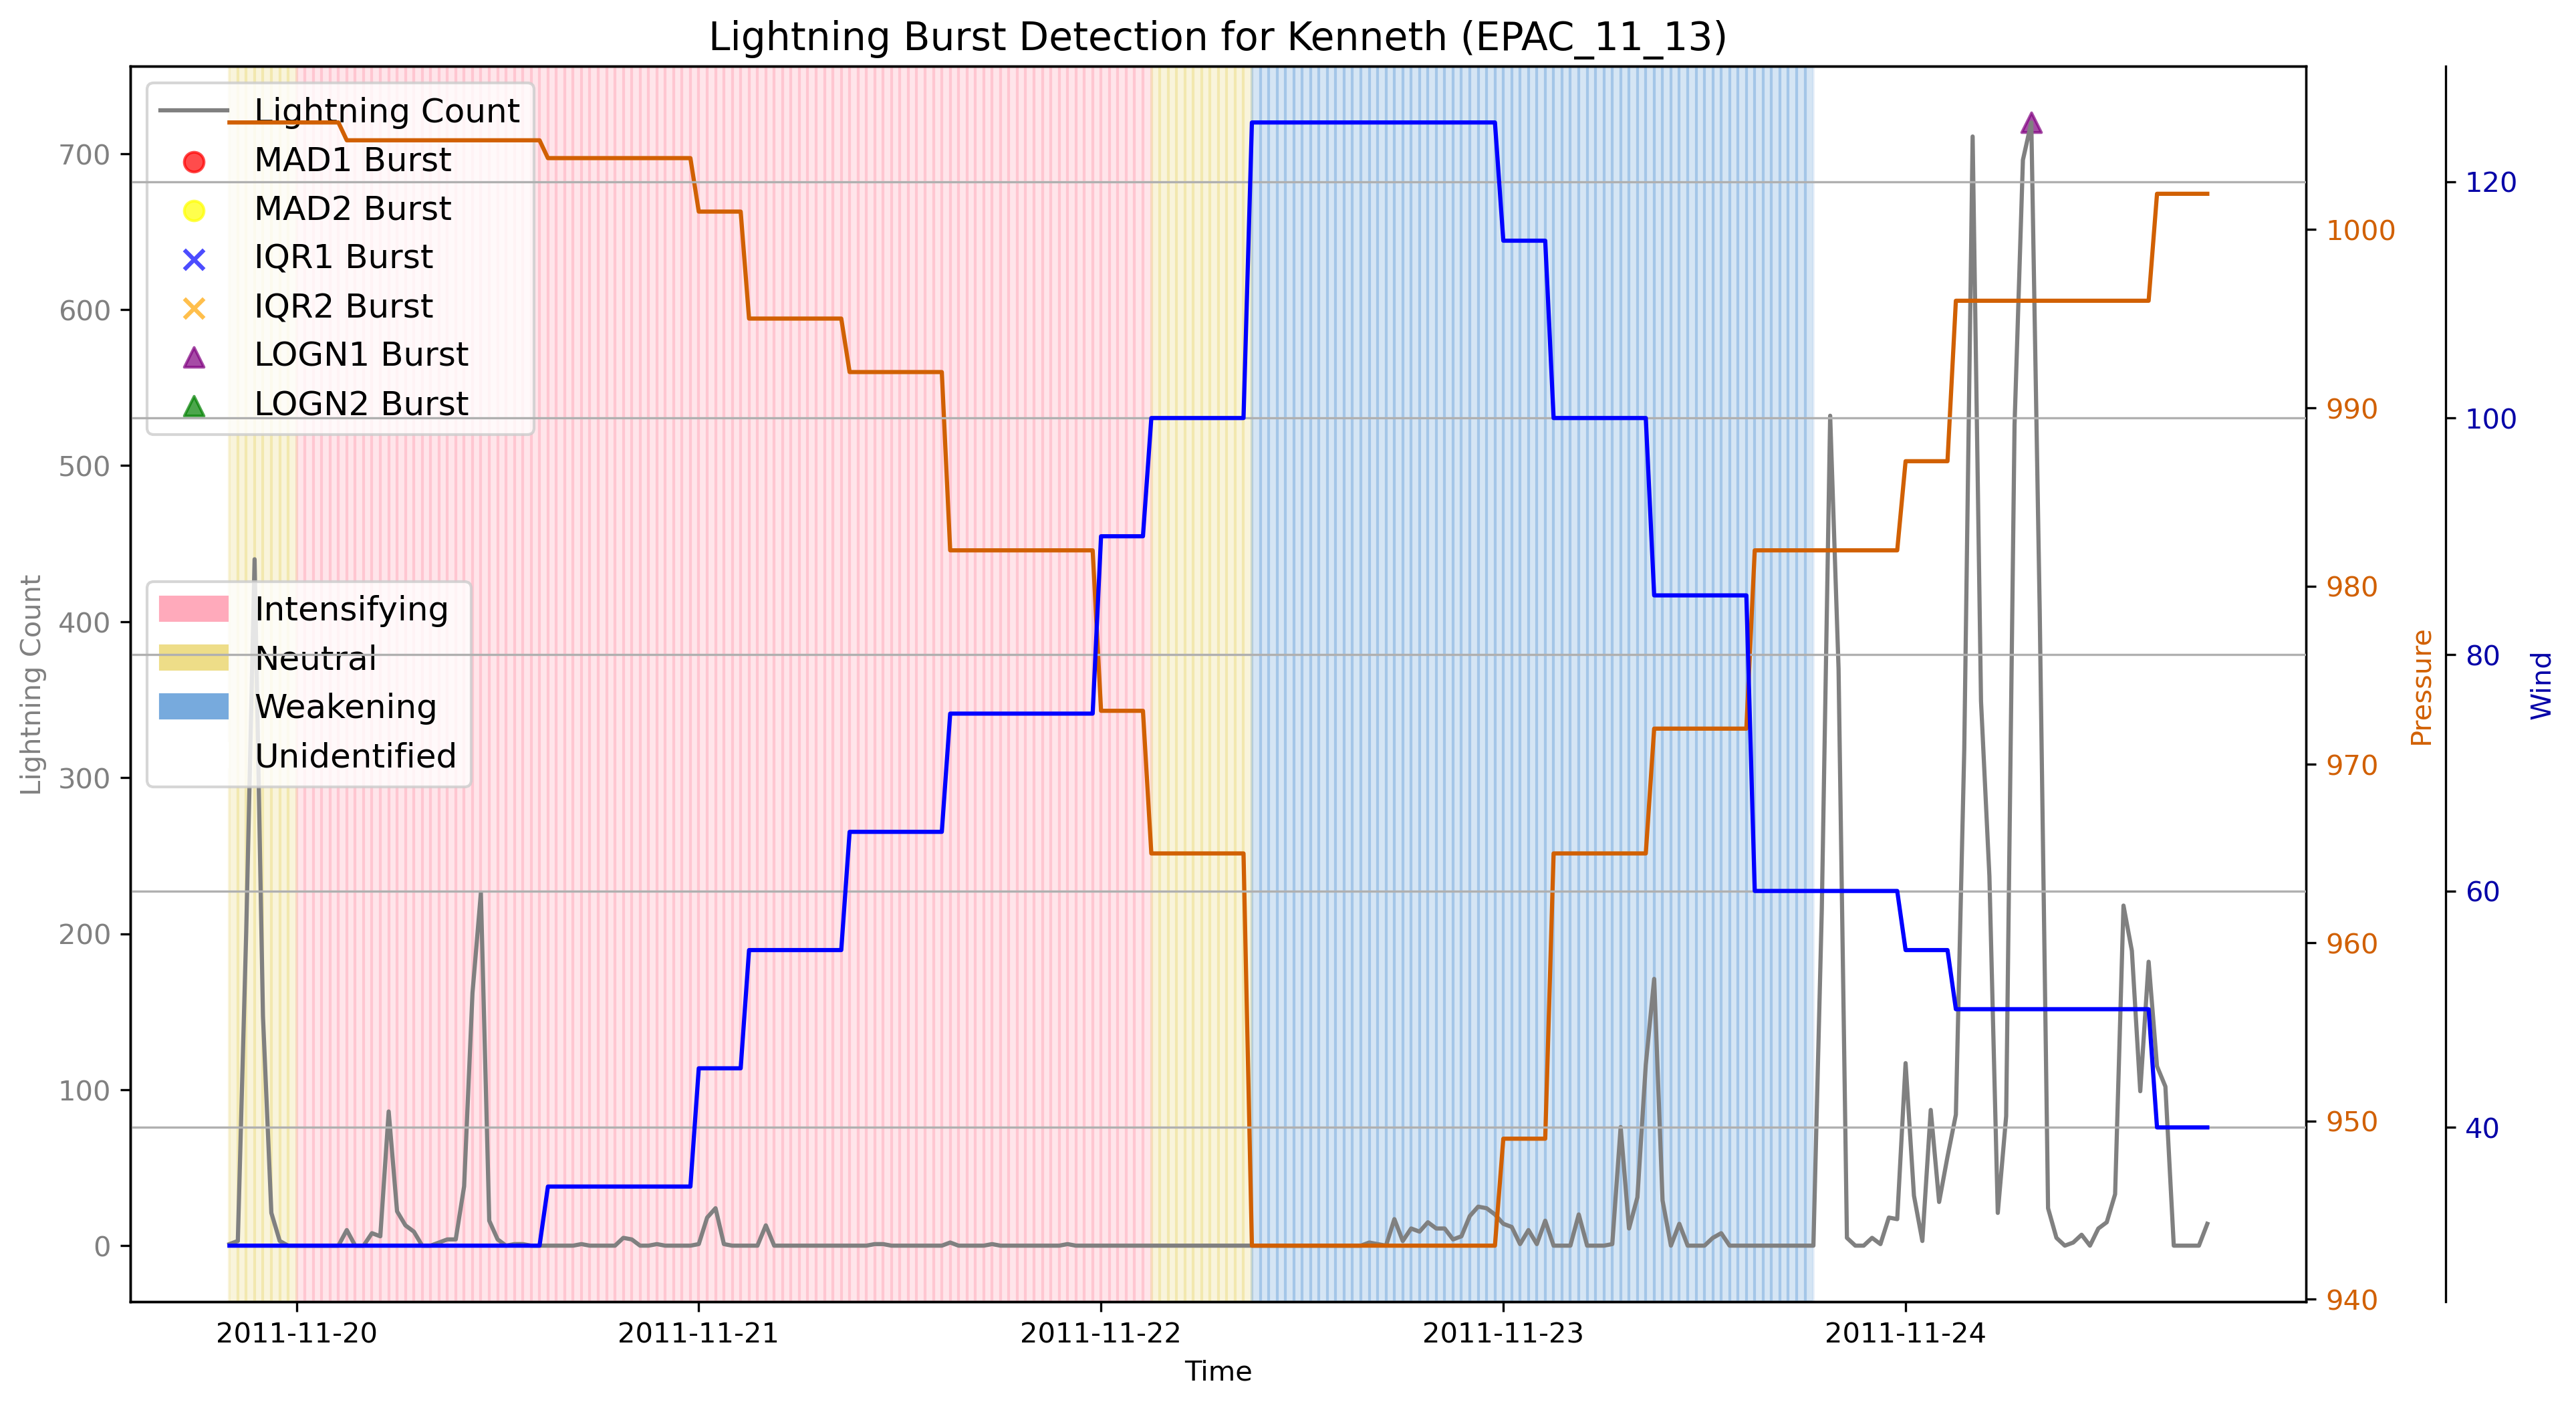 Lightning Burst Detection for Kenneth (EPAC_11_13)
Lightning Count
MAD1 Burst
MAD2 Burst
IQR1 Burst
IQR2 Burst
LOGN1 Burst
LOGN2 Burst
Intensifying
Neutral
Weakening
Unidentified
Lightning Count
700
600
500
400
300
200
100
0
1000
990
980
970
960
950
940
Pressure
120
100
80
60
40
Wind
2011-11-20
2011-11-21
2011-11-22
2011-11-23
2011-11-24
Time